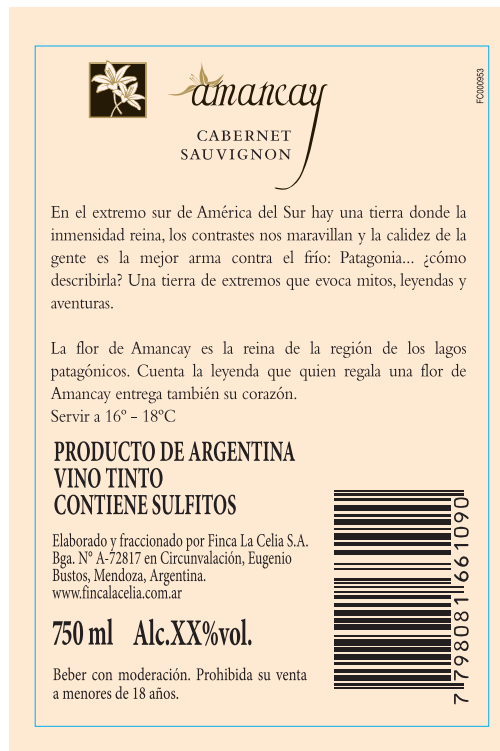 amancay
CABERNET
SAUVIGNON
FC000953
En el extremo sur de América del Sur hay una tierra donde la
inmensidad reina, los contrastes nos maravillan y la calidez de la
gente es la mejor arma contra el frío: Patagonia... ¿cómo
describirla? Una tierra de extremos que evoca mitos, leyendas y
aventuras.
La flor de Amancay es la reina de la región de los lagos
patagónicos. Cuenta la leyenda que quien regala una flor de
Amancay entrega también su corazón.
Servir a 16º - 18ºC
PRODUCTO DE ARGENTINA
VINO TINTO
CONTIENE SULFITOS
Elaborado y fraccionado por Finca La Celia S.A.
Bga. N° A-72817 en Circunvalación, Eugenio
Bustos, Mendoza, Argentina.
www.fincalacelia.com.ar
750 ml Alc.XX%vol.
Beber con moderación. Prohibida su venta
a menores de 18 años.
7 798081 661090